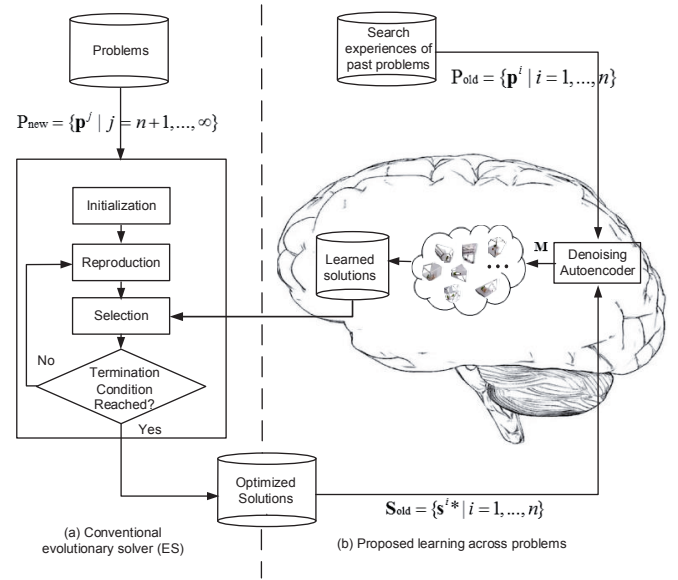 Problems
P_new = {p^j | j = n+1,...,∞}
Initialization
Reproduction
Selection
No
Termination
Condition
Reached?
Yes
(a) Conventional
evolutionary solver (ES)
Search
experiences of
past problems
P_old = {p^i | i = 1,...,n}
Learned
solutions
M
Denoising
Autoencoder
Optimized
Solutions
S_old = {s^i* | i = 1,...,n}
(b) Proposed learning across problems